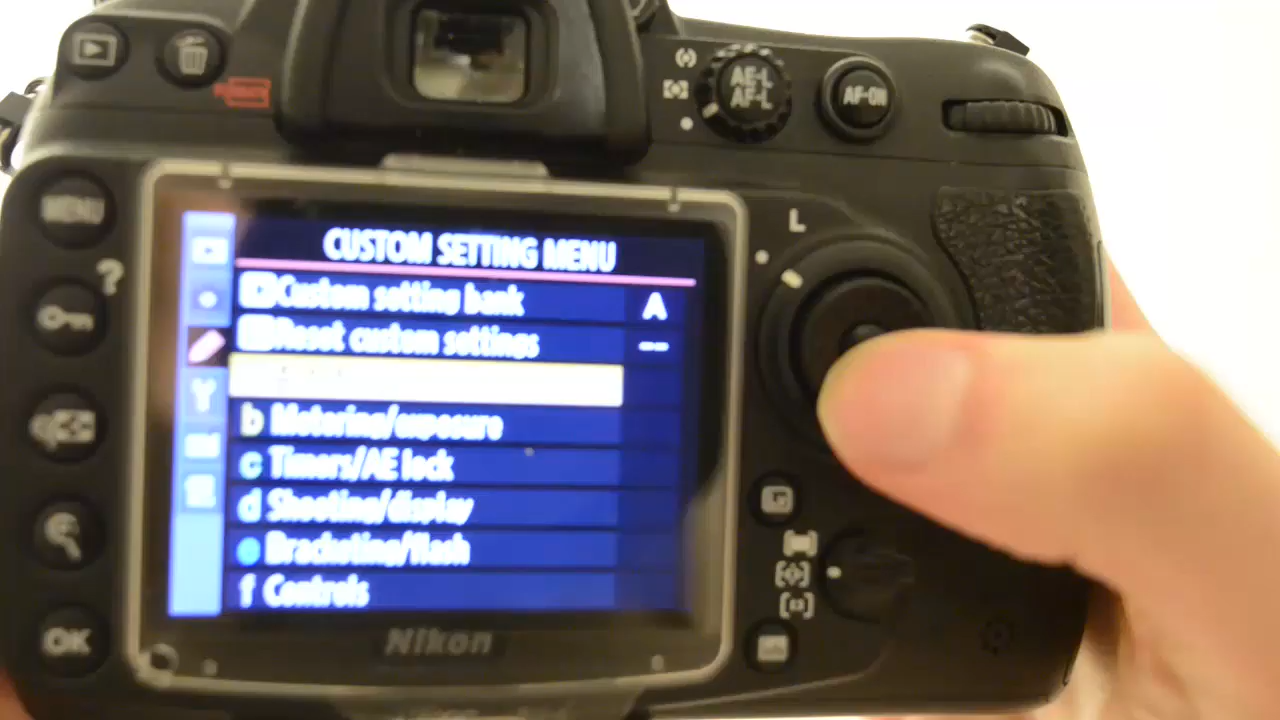 AE-L
AF-L
AF-ON
MENU
?
L
CUSTOM SETTING MENU
Custom setting bank A
Reset custom settings --
b Metering/exposure
c Timers/AE lock
d Shooting/display
e Bracketing/flash
f Controls
OK
Nikon